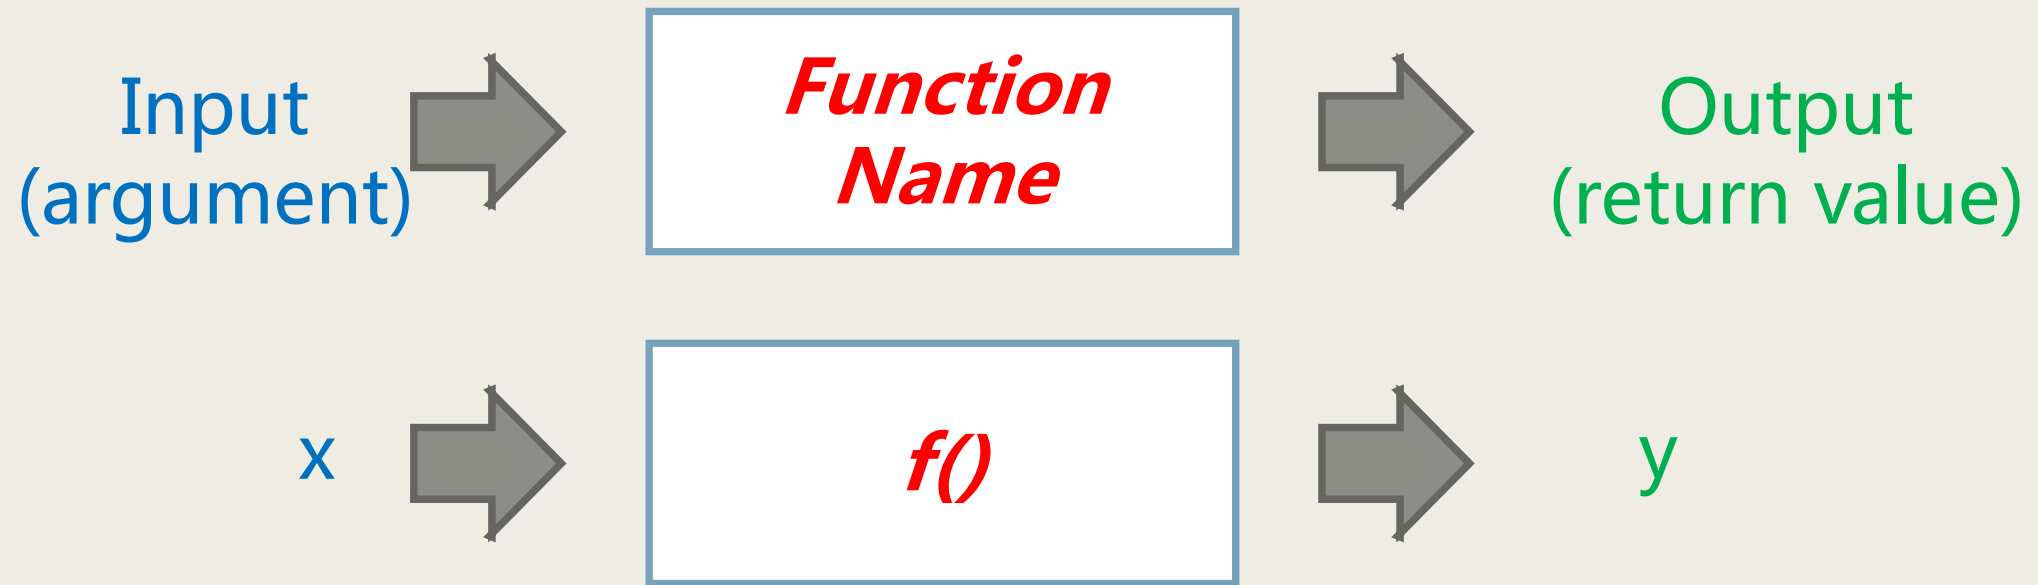 Input
(argument)
Function
Name
Output
(return value)
x
f()
y